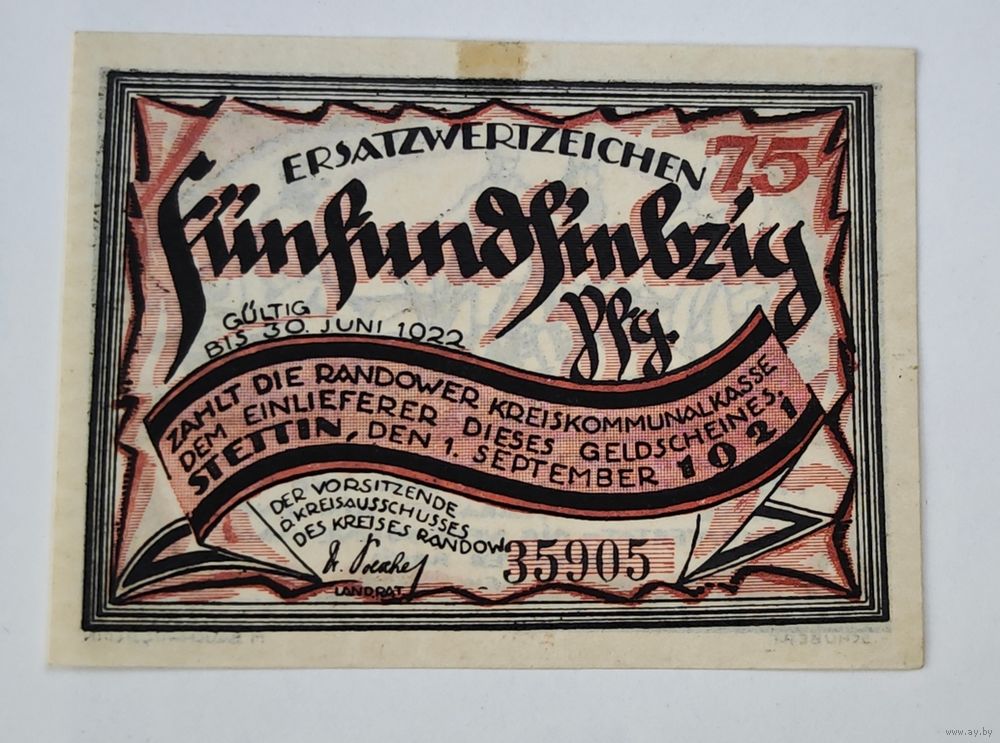 ERSATZWERTZEICHEN 75
Fünfundsiebzig
Pfg.
GÜLTIG
BIS 30. JUNI 1922
ZAHLT DIE RANDOWER KREISKOMMUNALKASSE
DEM EINLIEFERER DIESES GELDSCHEINES.
STETTIN, DEN 1. SEPTEMBER 1921
DER VORSITZENDE
D. KREISAUSSCHUSSES
DES KREISES RANDOW
35905
LANDRAT
www.ay.by